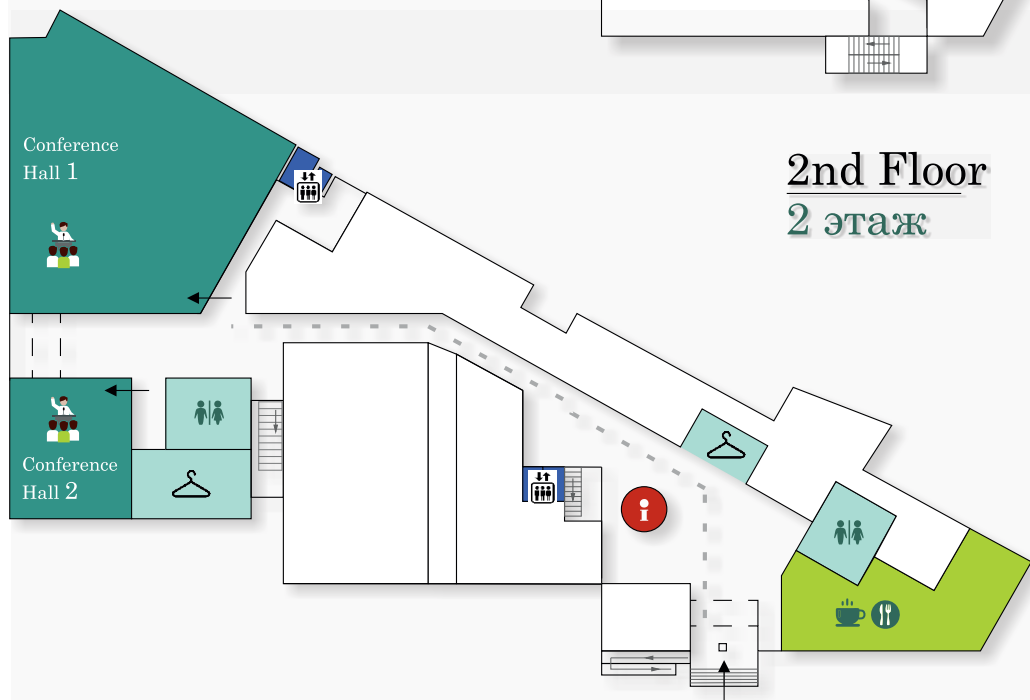 Conference
Hall 1
2nd Floor
2 этаж
Conference
Hall 2
i